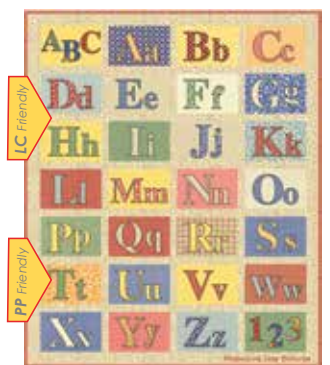 ABC Aa Bb Cc
Dd Ee Ff Gg
LC Friendly
Hh Ii Jj Kk
Ll Mm Nn Oo
Pp Qq Rr Ss
PP Friendly
Tt Uu Vv Ww
Xx Yy Zz 123